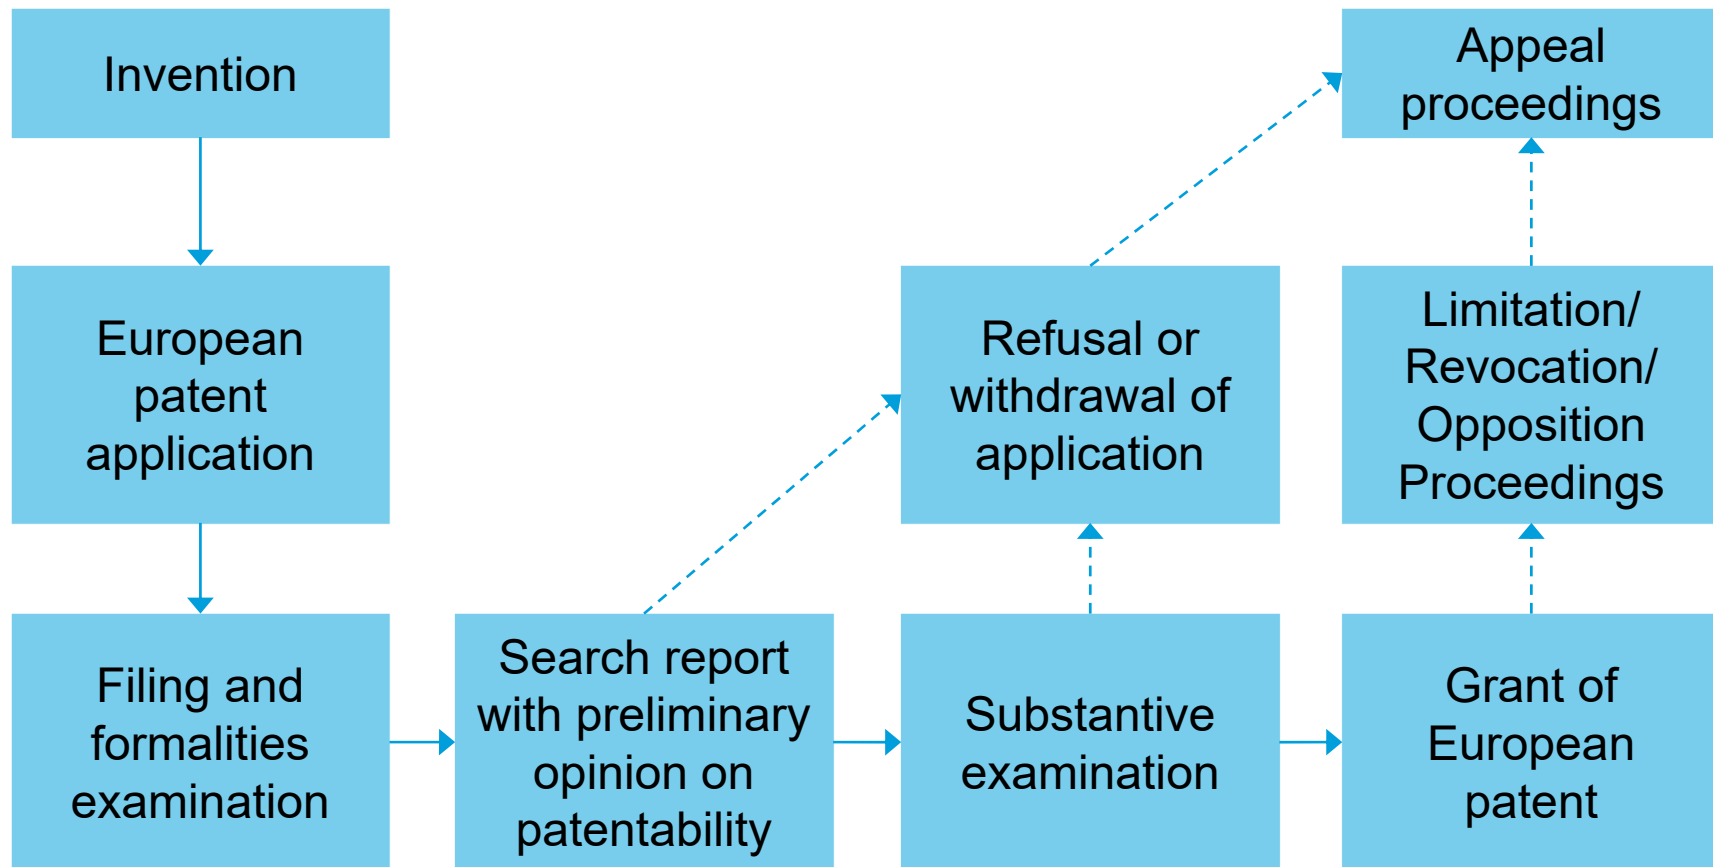 Invention
Appeal
proceedings
European
patent
application
Refusal or
withdrawal of
application
Limitation/
Revocation/
Opposition
Proceedings
Filing and
formalities
examination
Search report
with preliminary
opinion on
patentability
Substantive
examination
Grant of
European
patent